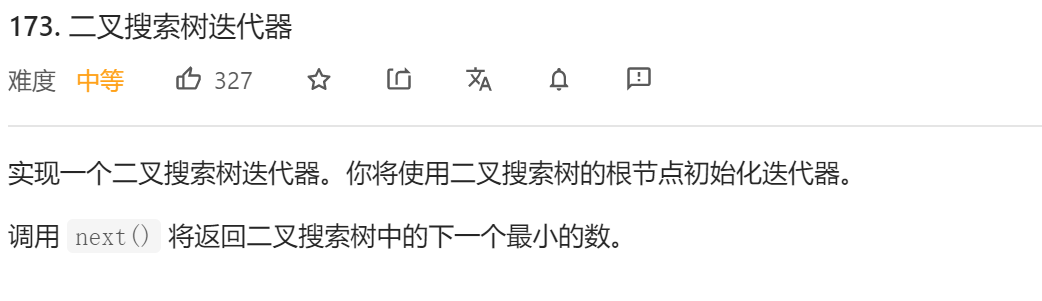 173. 二叉搜索树迭代器
难度 中等 327
实现一个二叉搜索树迭代器。你将使用二叉搜索树的根节点初始化迭代器。
调用 next() 将返回二叉搜索树中的下一个最小的数。